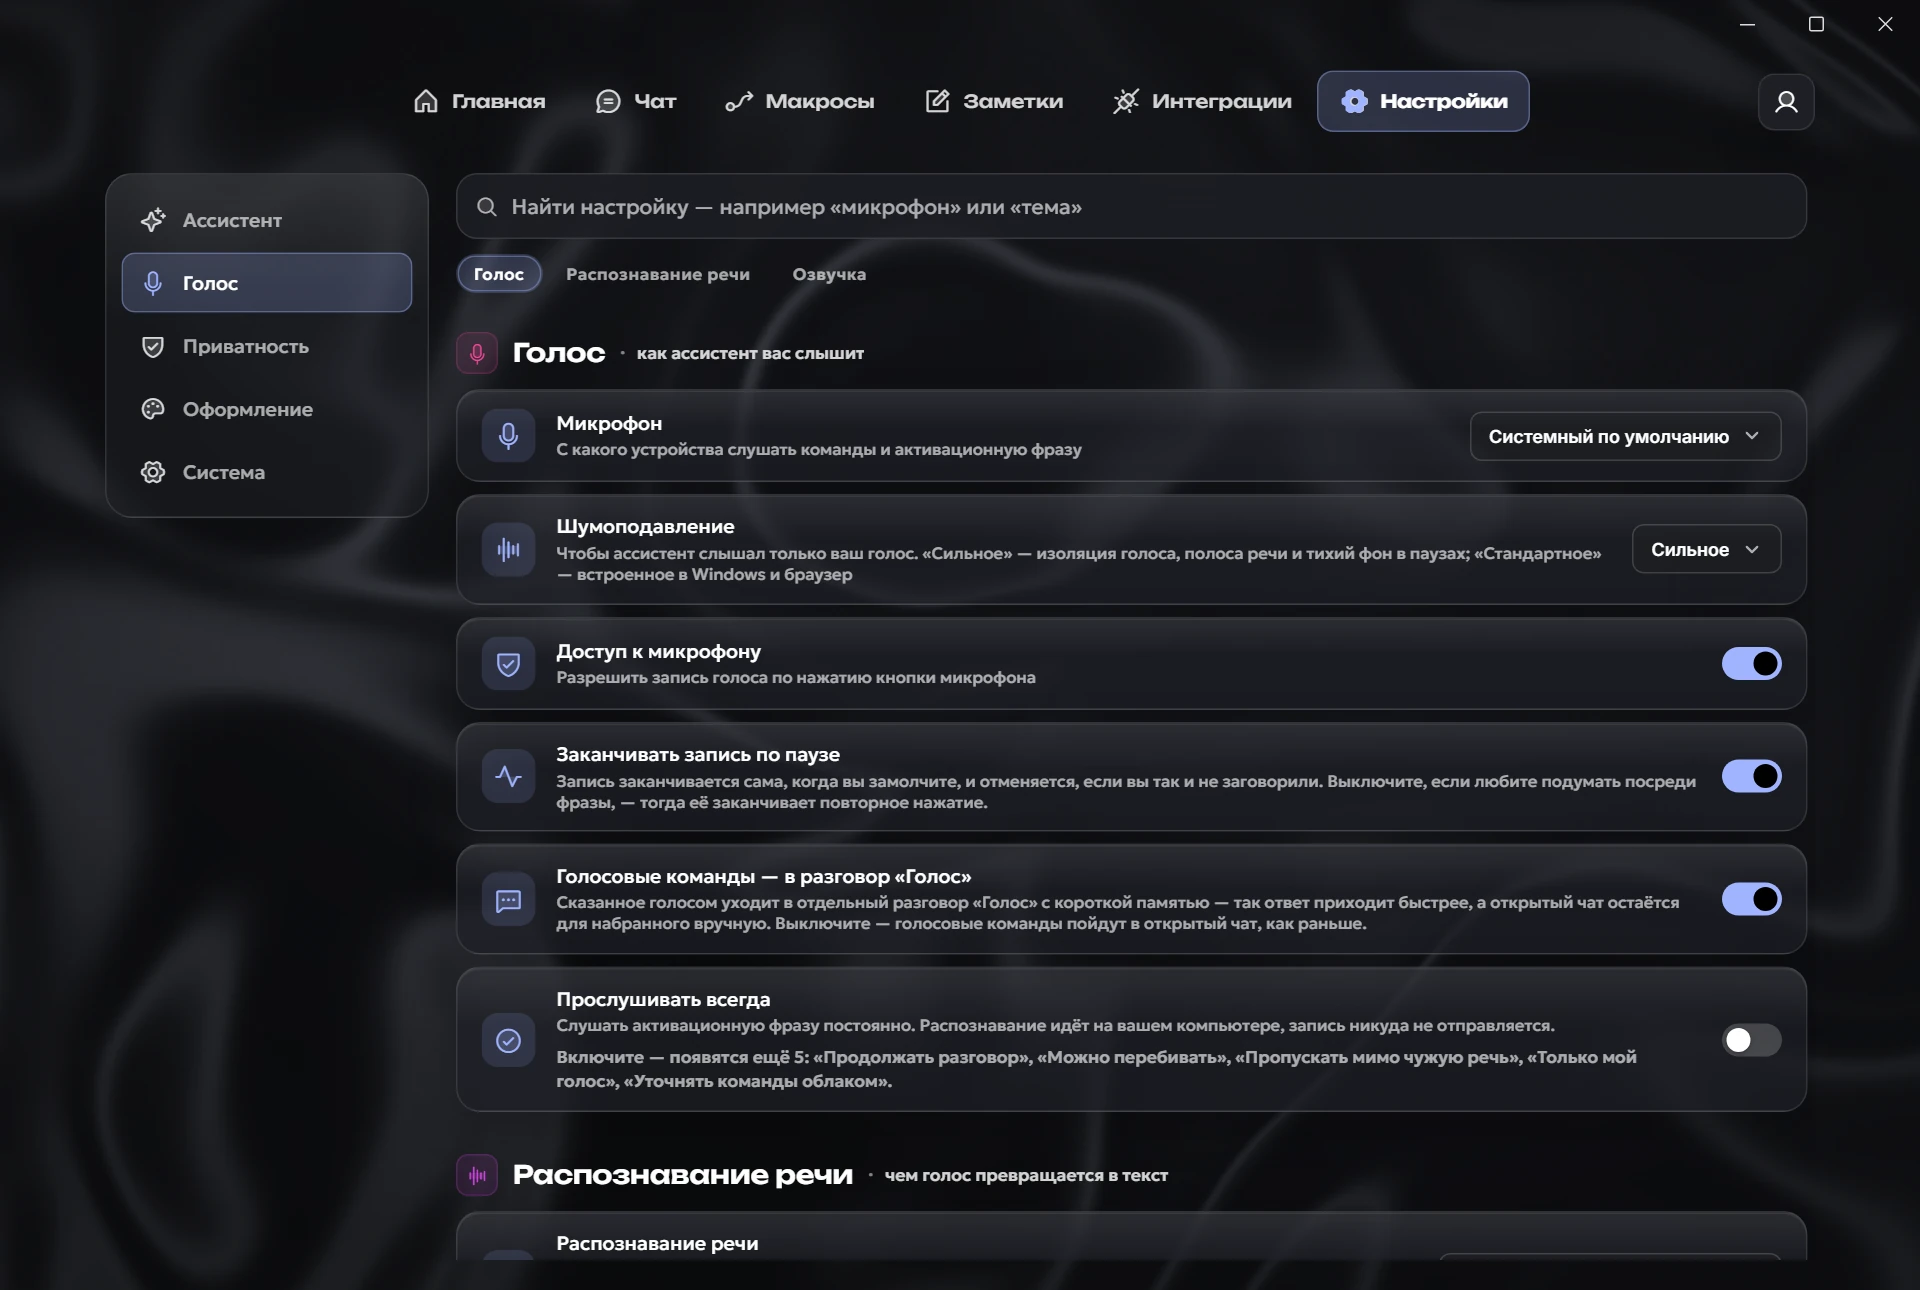 Главная
Чат
Макросы
Заметки
Интеграции
Настройки
Ассистент
Голос
Приватность
Оформление
Система
Найти настройку — например «микрофон» или «тема»
Голос
Распознавание речи
Озвучка
Голос · как ассистент вас слышит
Микрофон
С какого устройства слушать команды и активационную фразу
Системный по умолчанию
Шумоподавление
Чтобы ассистент слышал только ваш голос. «Сильное» — изоляция голоса, полоса речи и тихий фон в паузах; «Стандартное»
— встроенное в Windows и браузер
Сильное
Доступ к микрофону
Разрешить запись голоса по нажатию кнопки микрофона
Заканчивать запись по паузе
Запись заканчивается сама, когда вы замолчите, и отменяется, если вы так и не заговорили. Выключите, если любите подумать посреди
фразы, — тогда её заканчивает повторное нажатие.
Голосовые команды — в разговор «Голос»
Сказанное голосом уходит в отдельный разговор «Голос» с короткой памятью — так ответ приходит быстрее, а открытый чат остаётся
для набранного вручную. Выключите — голосовые команды пойдут в открытый чат, как раньше.
Прослушивать всегда
Слушать активационную фразу постоянно. Распознавание идёт на вашем компьютере, запись никуда не отправляется.
Включите — появятся ещё 5: «Продолжать разговор», «Можно перебивать», «Пропускать мимо чужую речь», «Только мой
голос», «Уточнять команды облаком».
Распознавание речи · чем голос превращается в текст
Распознавание речи